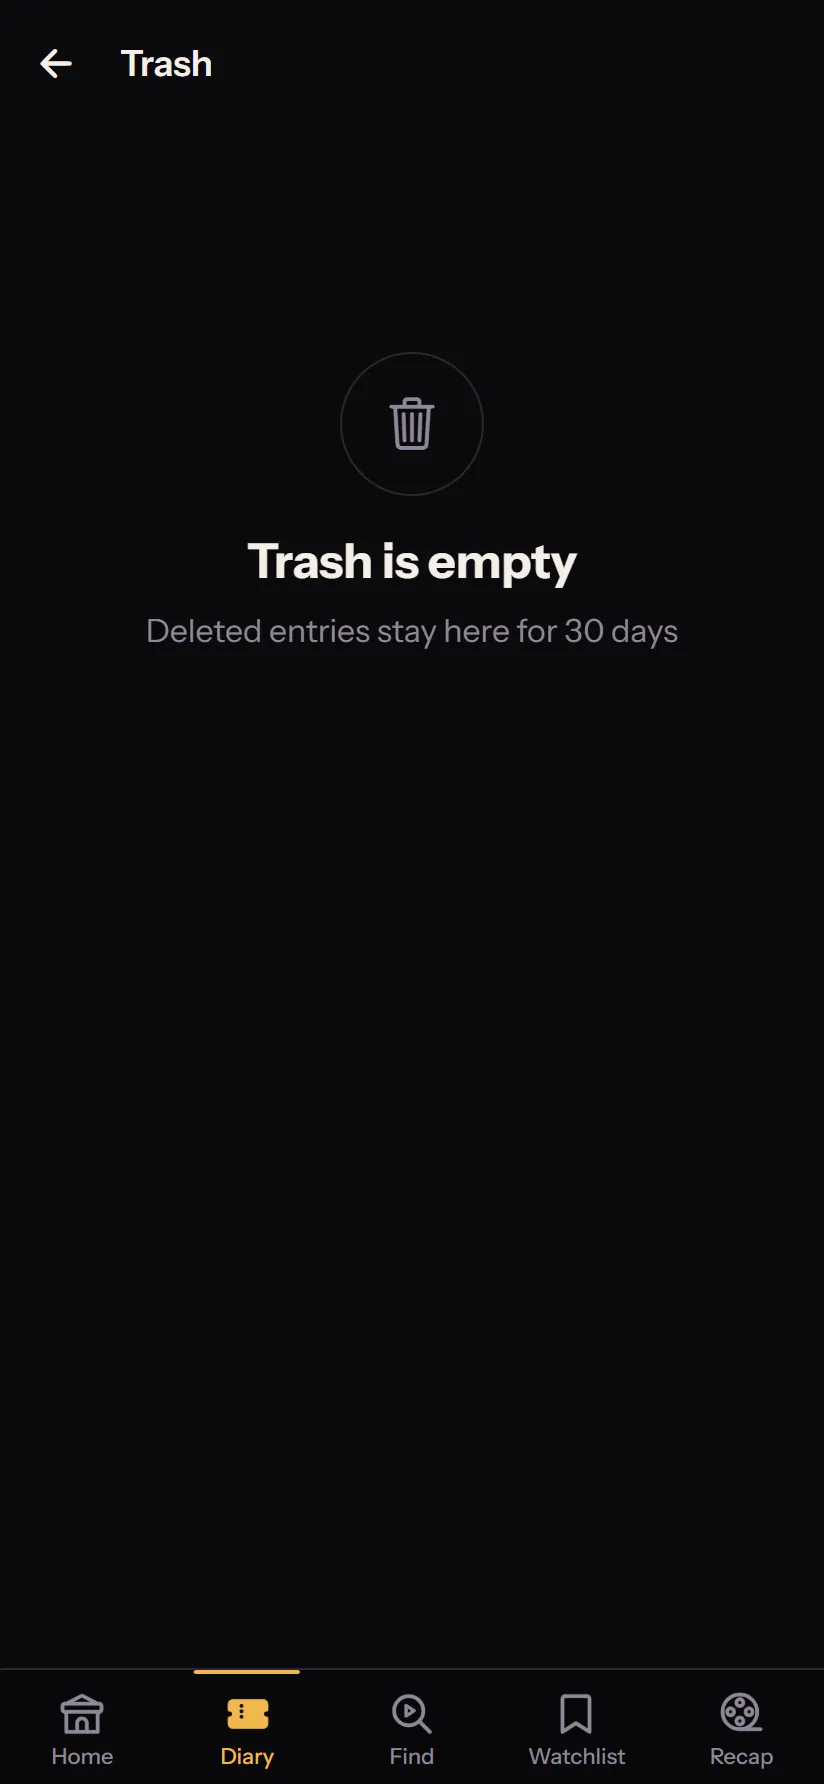 Trash
Trash is empty
Deleted entries stay here for 30 days
Home
Diary
Find
Watchlist
Recap